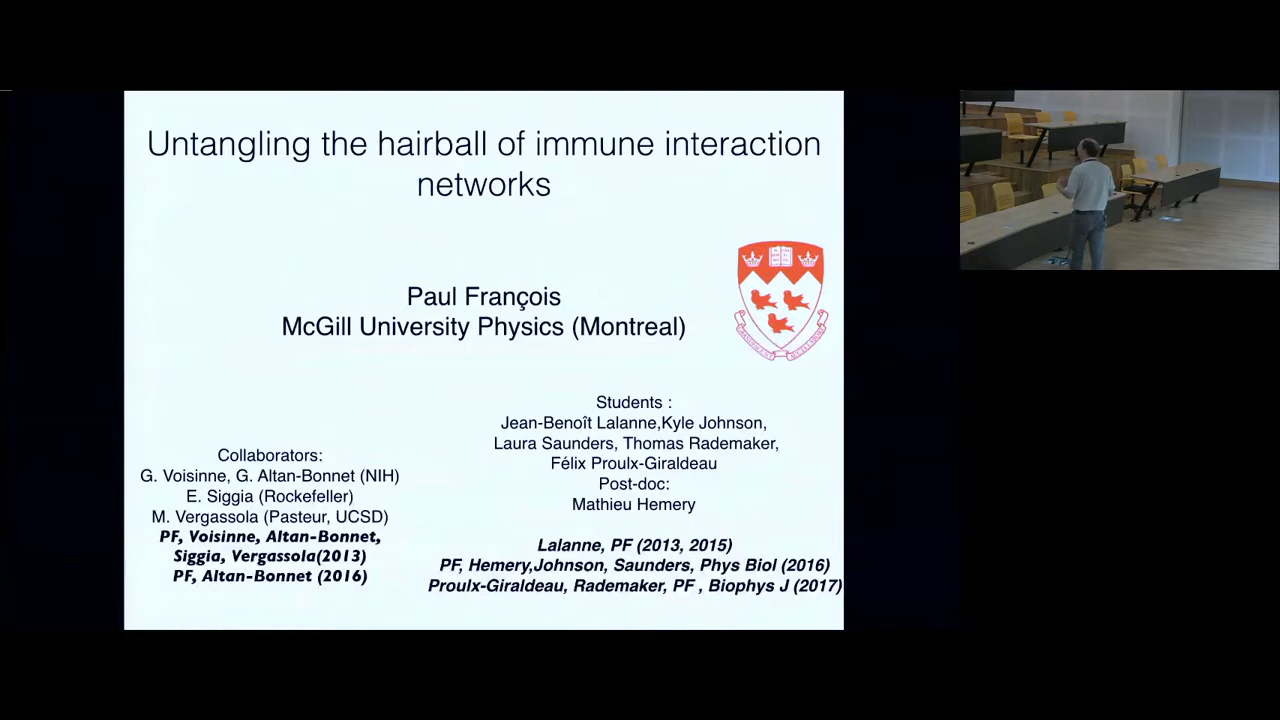 Untangling the hairball of immune interaction
networks
Paul François
McGill University Physics (Montreal)
Students :
Jean-Benoît Lalanne,Kyle Johnson,
Laura Saunders, Thomas Rademaker,
Félix Proulx-Giraldeau
Post-doc:
Mathieu Hemery
Collaborators:
G. Voisinne, G. Altan-Bonnet (NIH)
E. Siggia (Rockefeller)
M. Vergassola (Pasteur, UCSD)
PF, Voisinne, Altan-Bonnet,
Siggia, Vergassola(2013)
PF, Altan-Bonnet (2016)
Lalanne, PF (2013, 2015)
PF, Hemery,Johnson, Saunders, Phys Biol (2016)
Proulx-Giraldeau, Rademaker, PF , Biophys J (2017)